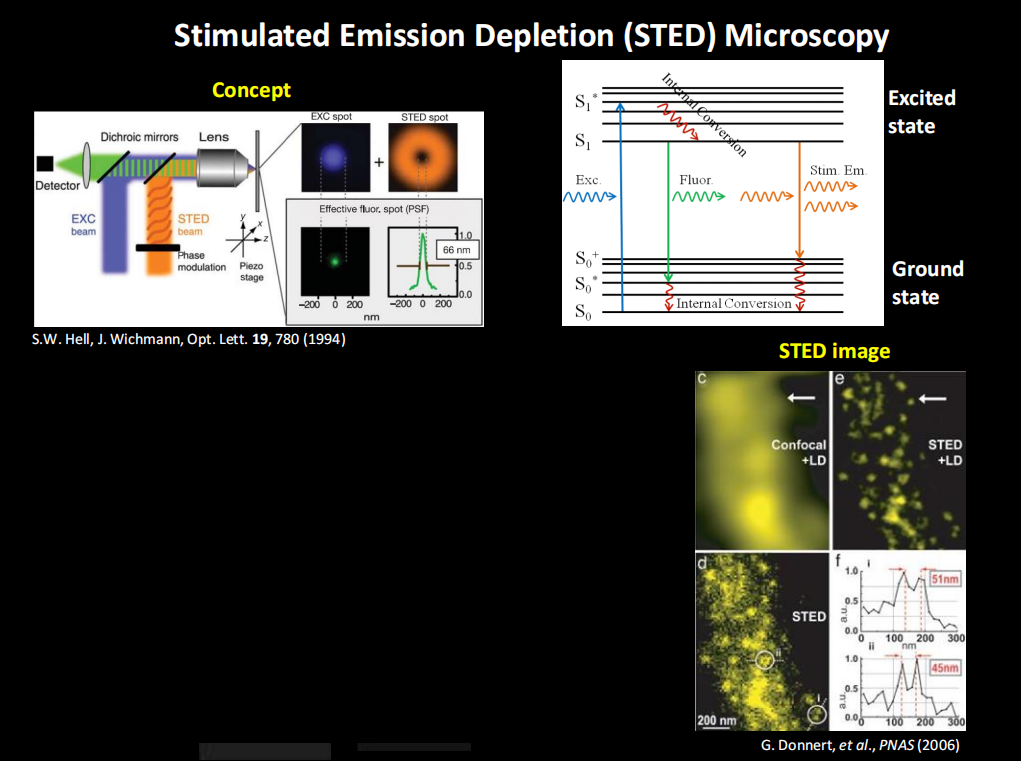 Stimulated Emission Depletion (STED) Microscopy
Concept
EXC spot
STED spot
Dichroic mirrors
Lens
+
Detector
EXC
beam
STED
beam
Phase
modulation
y
x
z
Piezo
stage
Effective fluor. spot (PSF)
1.0
66 nm
0.5
0.0
−200 0 200
−200 0 200
nm
S.W. Hell, J. Wichmann, Opt. Lett. 19, 780 (1994)
S1*
Internal Conversion
S1
Exc.
Fluor.
Stim. Em.
S0+
S0*
Internal Conversion
S0
Excited
state
Ground
state
STED image
c
Confocal
+LD
e
STED
+LD
d
STED
ii
i
200 nm
f
i
1.0
51nm
0.5
a.u.
0.0
0 100 200 300
nm
ii
1.0
45nm
0.5
a.u.
0.0
0 100 200 300
G. Donnert, et al., PNAS (2006)